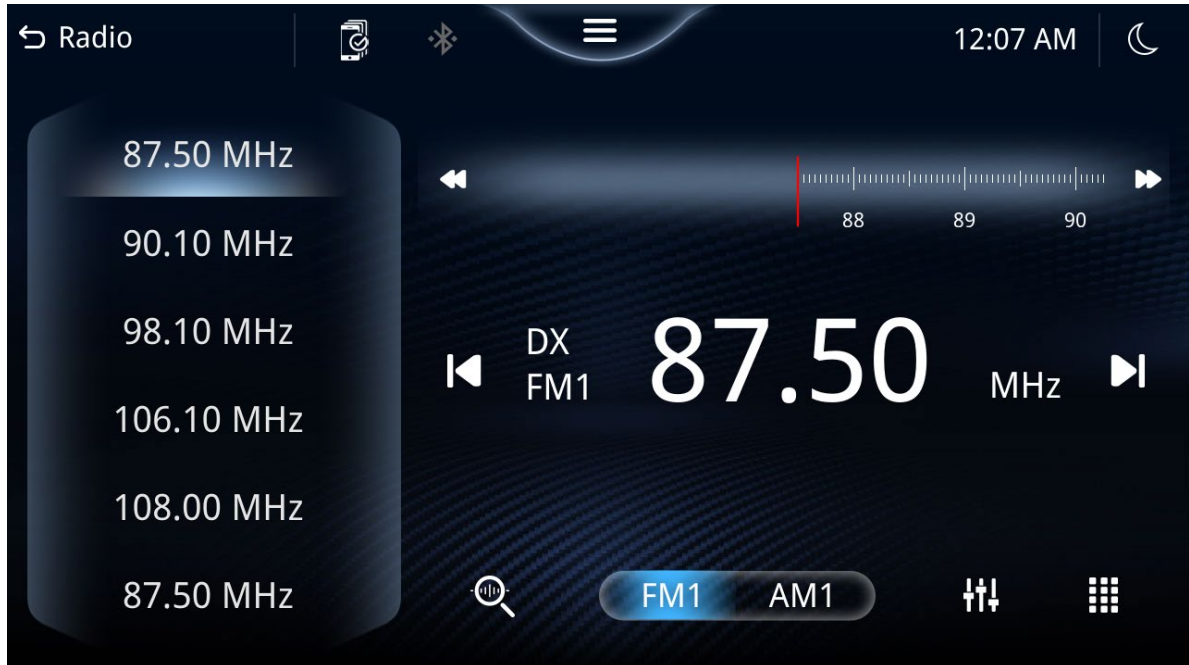 Radio
12:07 AM
87.50 MHz
90.10 MHz
98.10 MHz
106.10 MHz
108.00 MHz
87.50 MHz
88 89 90
DX
FM1
87.50 MHz
FM1 AM1